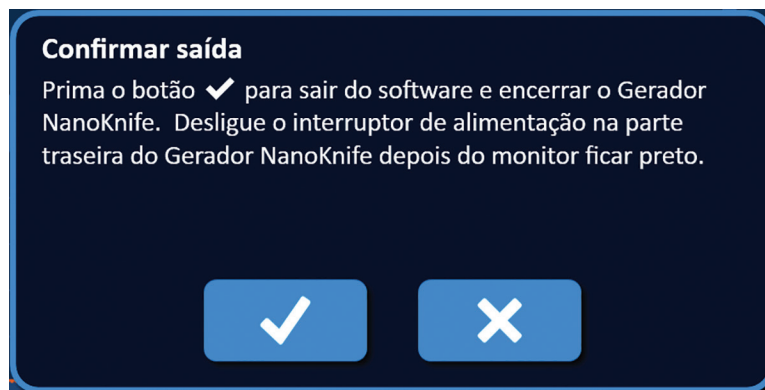 Confirmar saída
Prima o botão ✔ para sair do software e encerrar o Gerador
NanoKnife.  Desligue o interruptor de alimentação na parte
traseira do Gerador NanoKnife depois do monitor ficar preto.